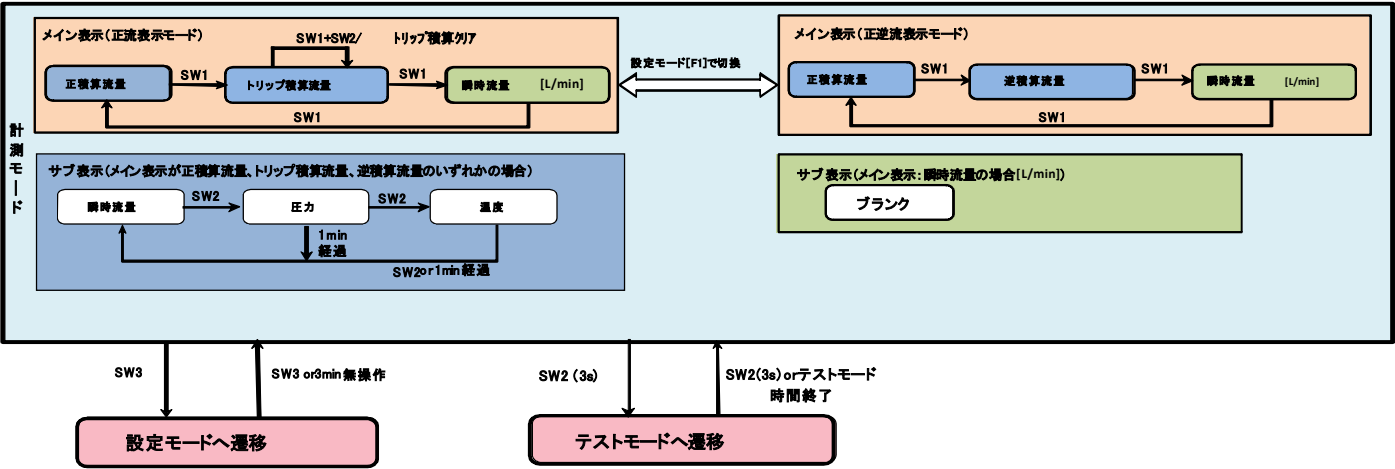 計測モード
メイン表示(正流表示モード)
SW1+SW2/ トリップ積算クリア
正積算流量
SW1
トリップ積算流量
SW1
瞬時流量 [L/min]
SW1
設定モード[F1]で切換
メイン表示(正逆流表示モード)
正積算流量
SW1
逆積算流量
SW1
瞬時流量 [L/min]
SW1
サブ表示(メイン表示が正積算流量、トリップ積算流量、逆積算流量のいずれかの場合)
瞬時流量
SW2
圧力
SW2
温度
1min
経過
SW2or1min経過
サブ表示(メイン表示:瞬時流量の場合[L/min])
ブランク
SW3
SW3 or3min無操作
SW2(3s)
SW2(3s)orテストモード
時間終了
設定モードへ遷移
テストモードへ遷移